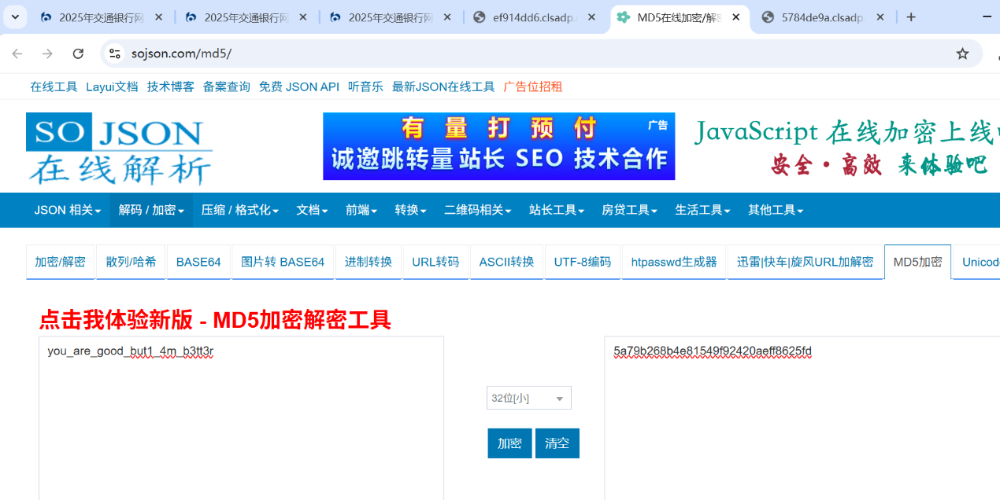 2025年交通银行网
2025年交通银行网
2025年交通银行网
ef914dd6.clsadp.
MD5在线加密/解密
5784de9a.clsadp.
sojson.com/md5/
在线工具 Layui文档 技术博客 备案查询 免费 JSON API 听音乐 最新JSON在线工具 广告位招租
SOJSON
在线解析
有量打预付
广告
诚邀跳转量站长 SEO 技术合作
JavaScript 在线加密上线
安全·高效 来体验吧
JSON 相关 解码 / 加密 压缩 / 格式化 文档 前端 转换 二维码相关 站长工具 房贷工具 生活工具 其他工具
加密/解密 散列/哈希 BASE64 图片转 BASE64 进制转换 URL转码 ASCII转换 UTF-8编码 htpasswd生成器 迅雷|快车|旋风URL加解密 MD5加密 Unicod
点击我体验新版 - MD5加密解密工具
you_are_good_but1_4m_b3tt3r
5a79b268b4e81549f92420aeff8625fd
32位[小]
加密 清空